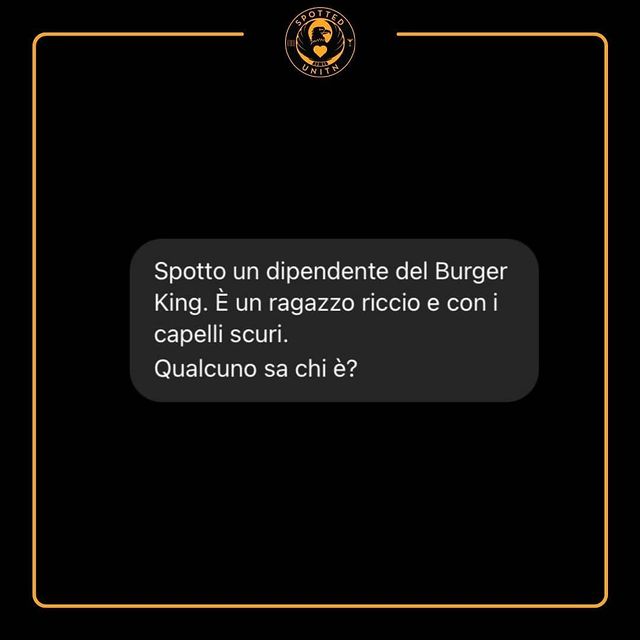 SPOTTED
UNITN
Spotto un dipendente del Burger
King. È un ragazzo riccio e con i
capelli scuri.
Qualcuno sa chi è?